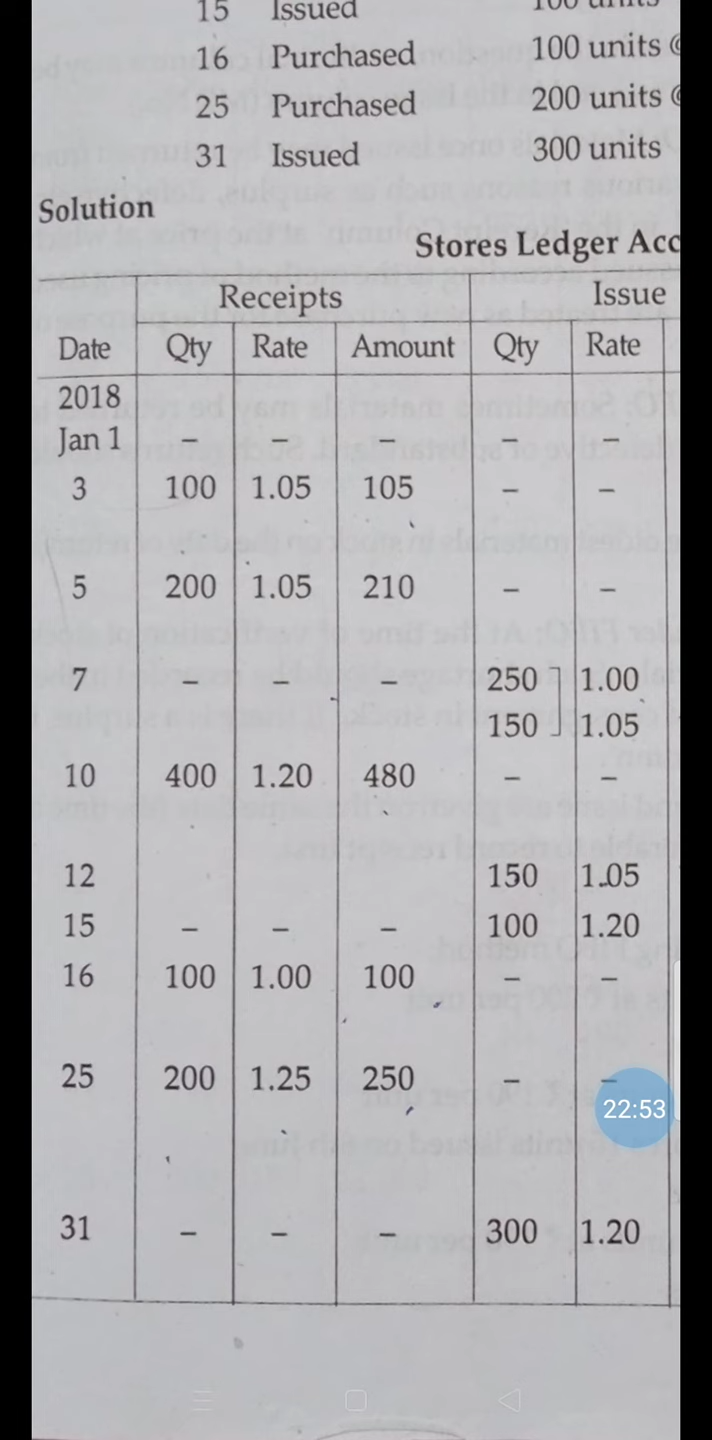 15 Issued 100 units
16 Purchased 100 units @
25 Purchased 200 units @
31 Issued 300 units
Solution
Stores Ledger Acc
Receipts Issue
Date Qty Rate Amount Qty Rate
2018
Jan 1 – – – – –
3 100 1.05 105 – –
5 200 1.05 210 – –
7 – – – 250 1.00
150 1.05
10 400 1.20 480 – –
12 150 1.05
15 – – – 100 1.20
16 100 1.00 100 – –
25 200 1.25 250 – –
22:53
31 – – – 300 1.20